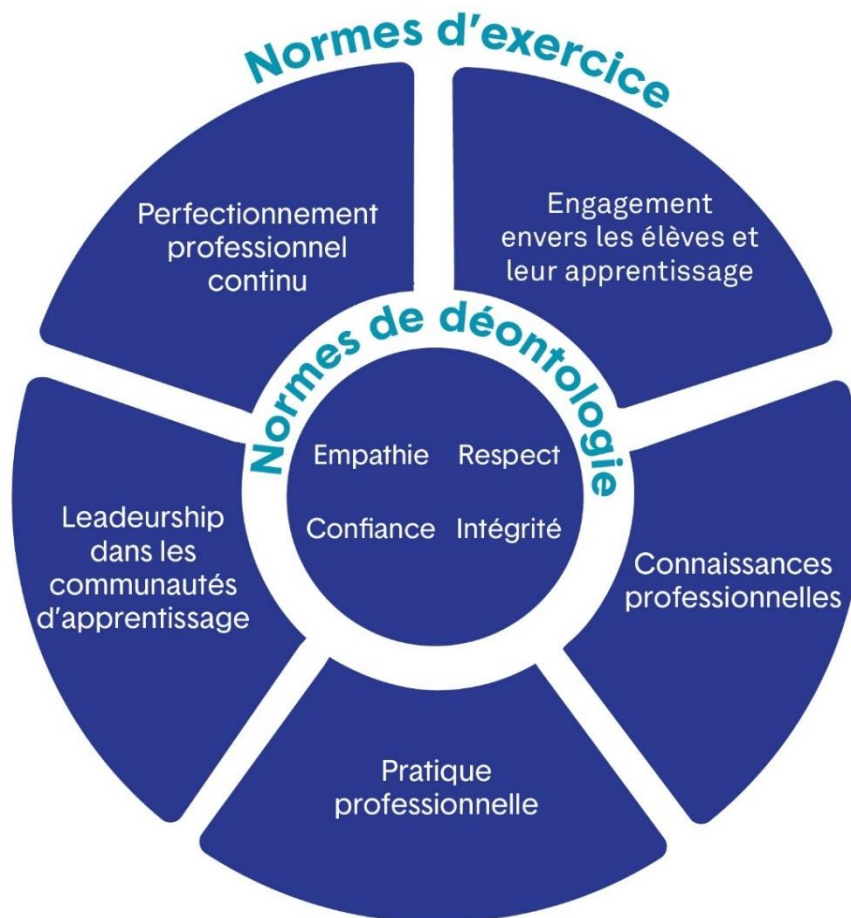 Normes d'exercice
Perfectionnement
professionnel
continu
Engagement
envers les élèves et
leur apprentissage
Normes de déontologie
Empathie Respect
Confiance Intégrité
Leadeurship
dans les
communautés
d'apprentissage
Connaissances
professionnelles
Pratique
professionnelle